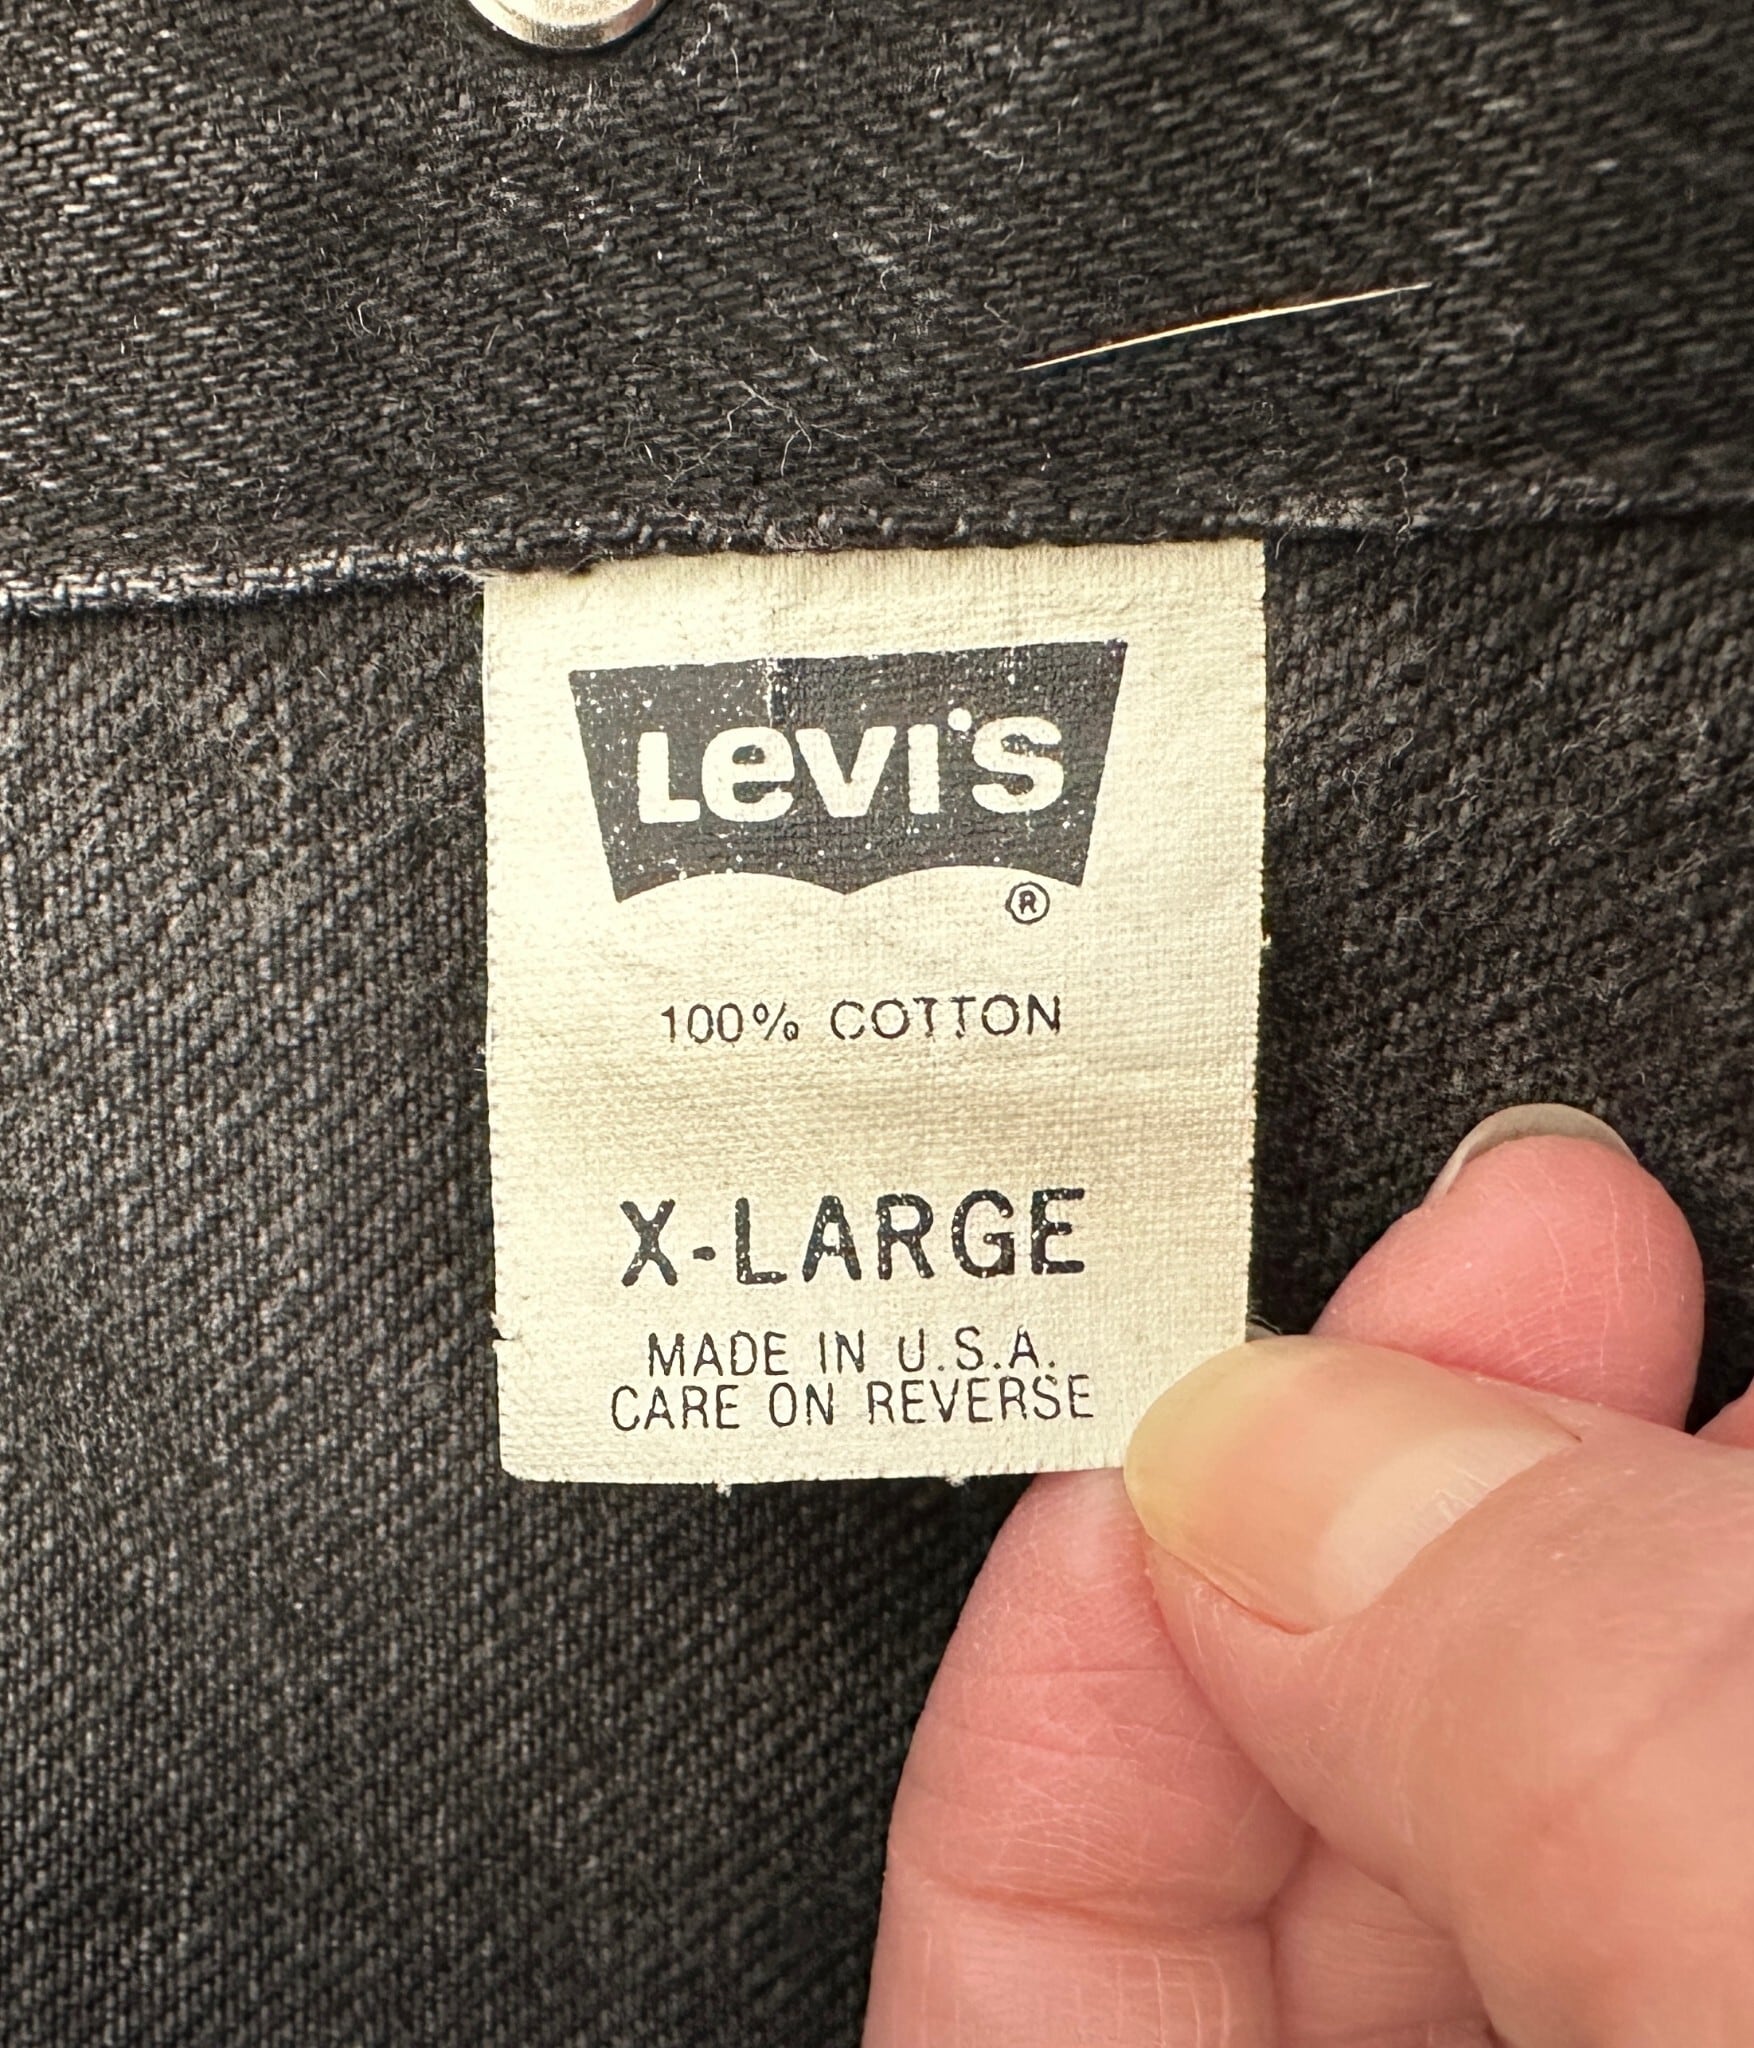 Levi's
®
100% COTTON
X-LARGE
MADE IN U.S.A.
CARE ON REVERSE